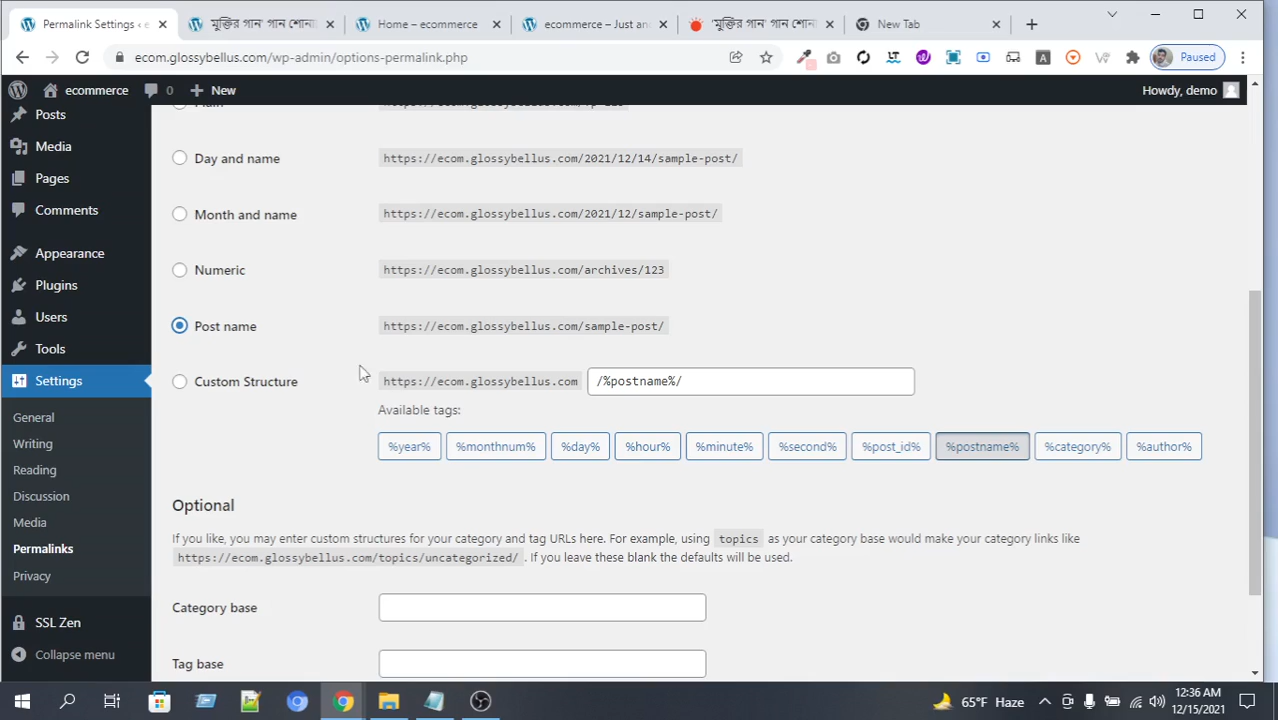 Permalink Settings ‹ e
মুক্তির গান' গান শোনা
Home – ecommerce
ecommerce – Just an
'মুক্তির গান' গান শোনা
New Tab
ecom.glossybellus.com/wp-admin/options-permalink.php
Paused
ecommerce
0
New
Howdy, demo
Posts
Media
Pages
Comments
Appearance
Plugins
Users
Tools
Settings
General
Writing
Reading
Discussion
Media
Permalinks
Privacy
SSL Zen
Collapse menu
Day and name
https://ecom.glossybellus.com/2021/12/14/sample-post/
Month and name
https://ecom.glossybellus.com/2021/12/sample-post/
Numeric
https://ecom.glossybellus.com/archives/123
Post name
https://ecom.glossybellus.com/sample-post/
Custom Structure
https://ecom.glossybellus.com
/%postname%/
Available tags:
%year%
%monthnum%
%day%
%hour%
%minute%
%second%
%post_id%
%postname%
%category%
%author%
Optional
If you like, you may enter custom structures for your category and tag URLs here. For example, using topics as your category base would make your category links like
https://ecom.glossybellus.com/topics/uncategorized/ . If you leave these blank the defaults will be used.
Category base
Tag base
65°F Haze
12:36 AM
12/15/2021